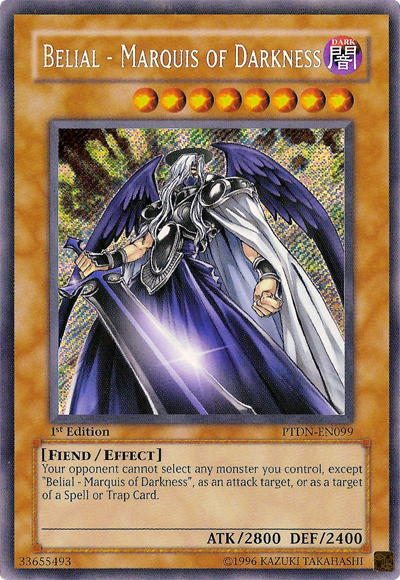 Belial - Marquis of Darkness
DARK
闇
1st Edition
PTDN-EN099
[Fiend / Effect]
Your opponent cannot select any monster you control, except
"Belial - Marquis of Darkness", as an attack target, or as a target
of a Spell or Trap Card.
ATK/2800 DEF/2400
33655493
©1996 KAZUKI TAKAHASHI